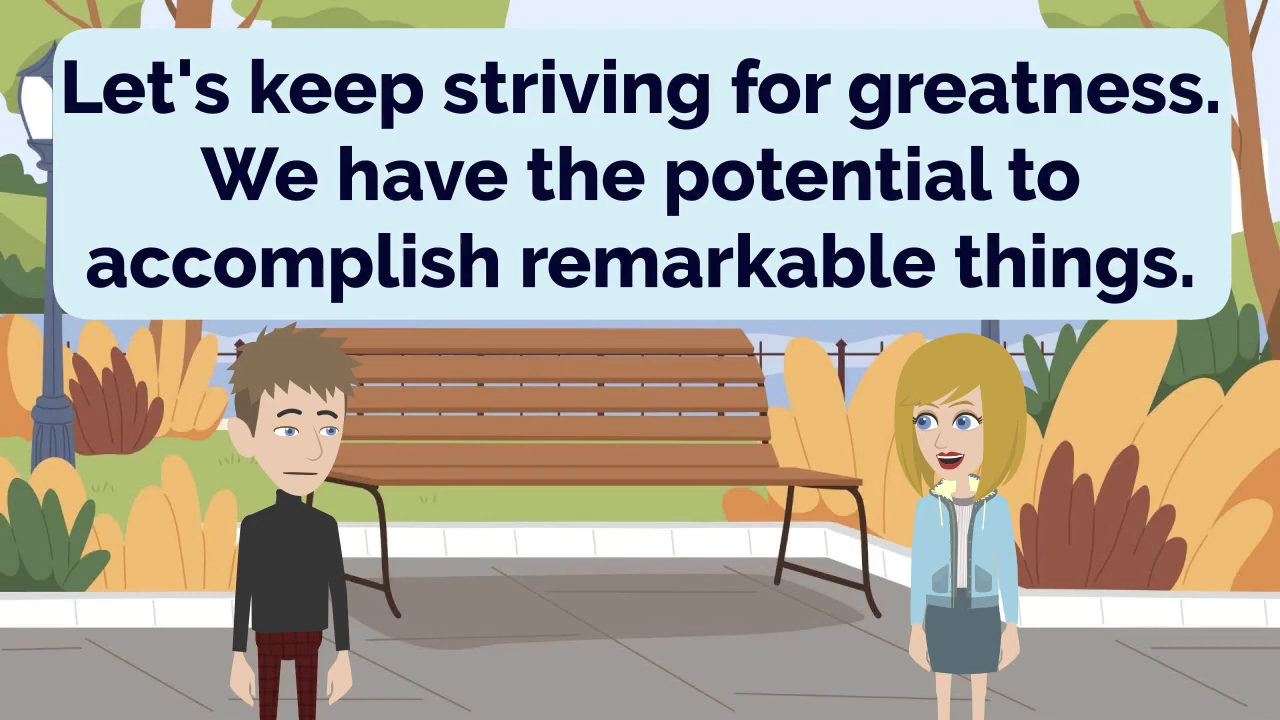 Let's keep striving for greatness.
We have the potential to
accomplish remarkable things.